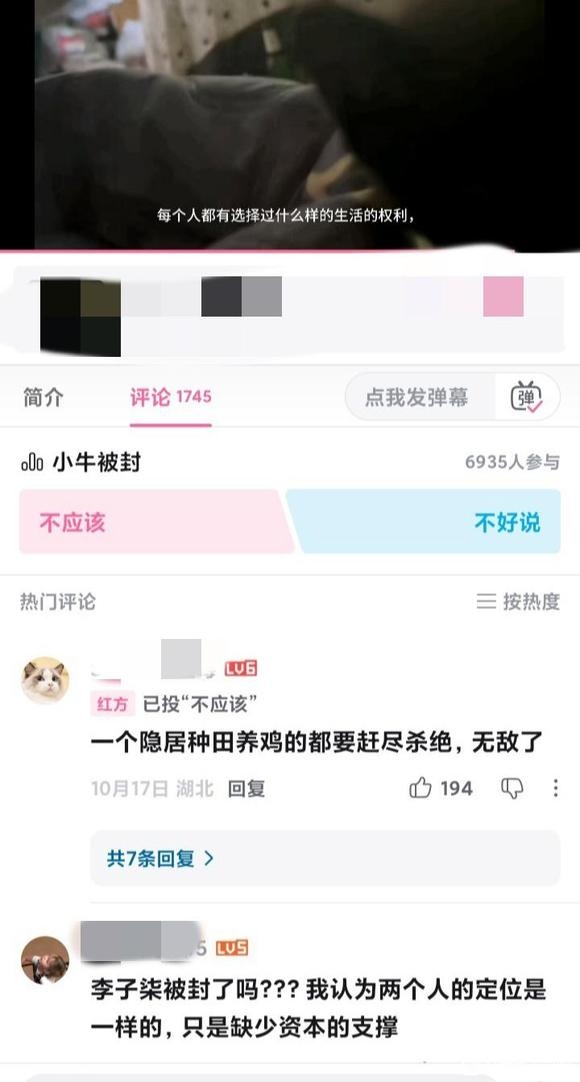 每个人都有选择过什么样的生活的权利，
简介
评论 1745
点我发弹幕
弹
小牛被封
6935人参与
不应该
不好说
热门评论
按热度
LV6
红方 已投“不应该”
一个隐居种田养鸡的都要赶尽杀绝，无敌了
10月17日 湖北 回复
194
共7条回复
5 LV5
李子柒被封了吗??? 我认为两个人的定位是
一样的，只是缺少资本的支撑